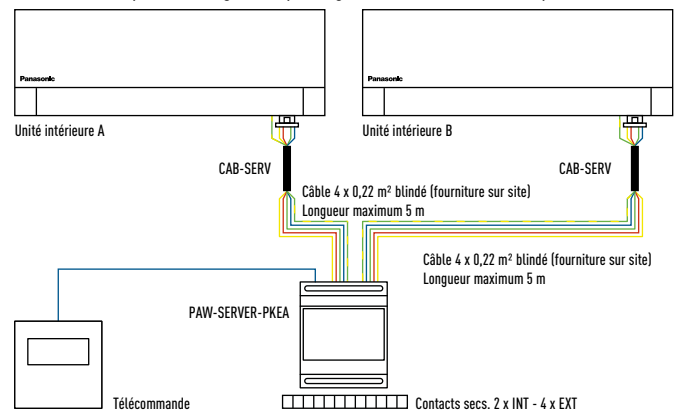 Panasonic
Panasonic
Unité intérieure A
Unité intérieure B
CAB-SERV
CAB-SERV
Câble 4 x 0,22 m² blindé (fourniture sur site)
Longueur maximum 5 m
Câble 4 x 0,22 m² blindé (fourniture sur site)
Longueur maximum 5 m
PAW-SERVER-PKEA
Télécommande
Contacts secs. 2 x INT - 4 x EXT